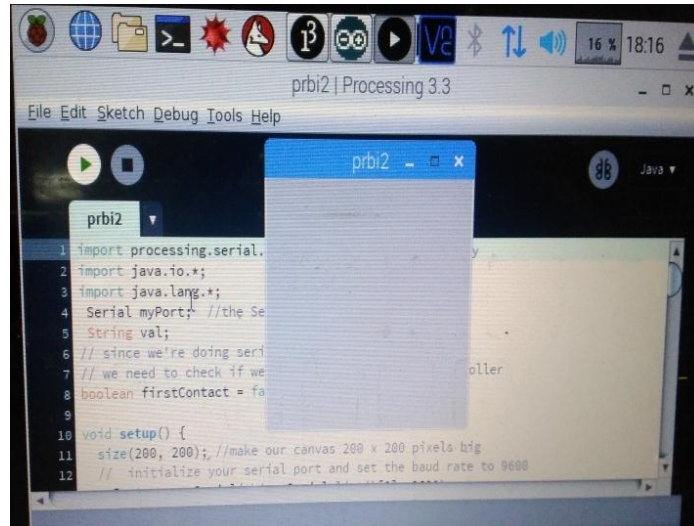 16 % 18:16
prbi2 | Processing 3.3
File Edit Sketch Debug Tools Help
prbi2
Java
prbi2
1 import processing.serial. y
2 import java.io.*;
3 import java.lang.*;
4 Serial myPort; //the Se
5 String val;
6 // since we're doing seri
7 // we need to check if we oller
8 boolean firstContact = fa
9
10 void setup() {
11 size(200, 200); //make our canvas 200 x 200 pixels big
12 // initialize your serial port and set the baud rate to 9600